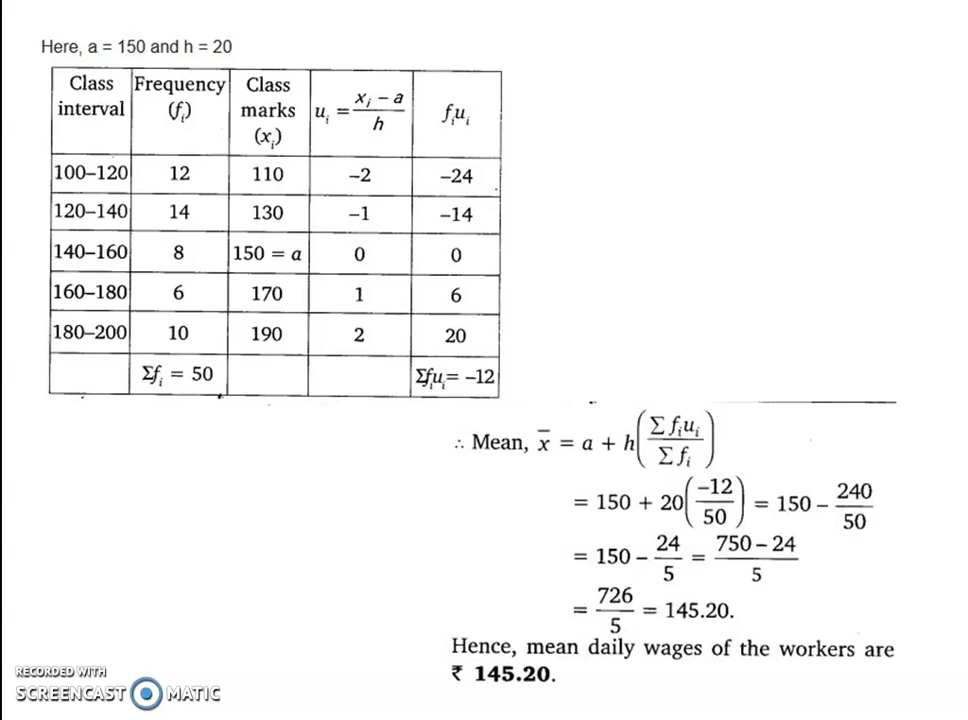 Here, a = 150 and h = 20
Class interval | Frequency (fᵢ) | Class marks (xᵢ) | uᵢ = (xᵢ – a)/h | fᵢuᵢ
100–120 | 12 | 110 | –2 | –24
120–140 | 14 | 130 | –1 | –14
140–160 | 8 | 150 = a | 0 | 0
160–180 | 6 | 170 | 1 | 6
180–200 | 10 | 190 | 2 | 20
Σfᵢ = 50 | Σfᵢuᵢ = –12
∴ Mean, x̄ = a + h(Σfᵢuᵢ/Σfᵢ)
= 150 + 20(–12/50) = 150 – 240/50
= 150 – 24/5 = (750 – 24)/5
= 726/5 = 145.20.
Hence, mean daily wages of the workers are
₹ 145.20.
RECORDED WITH
SCREENCAST MATIC